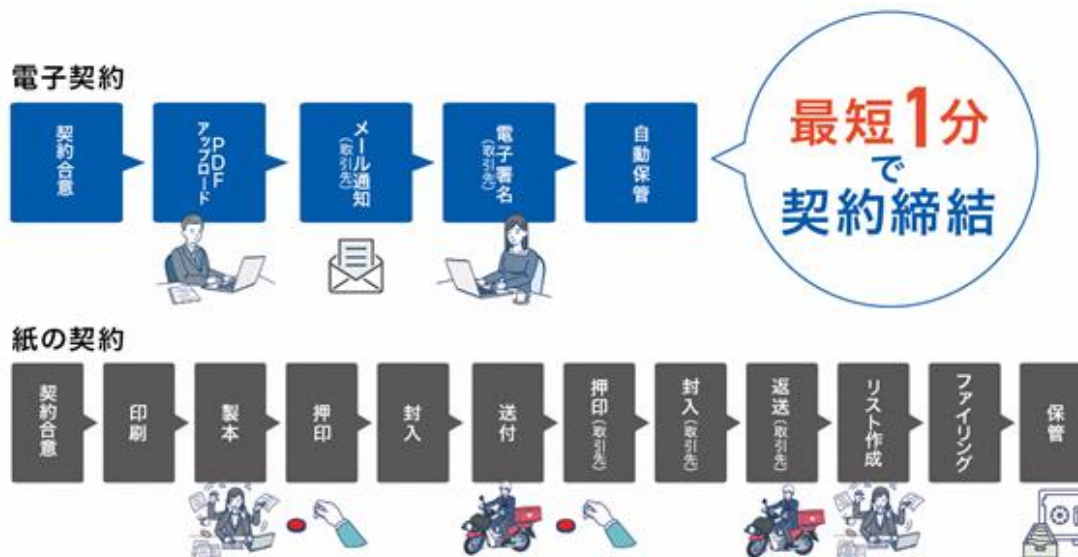 電子契約
契約合意
PDF
アップロード
メール通知
(取引先)
電子署名
(取引先)
自動保管
最短1分
で
契約締結
紙の契約
契約合意
印刷
製本
押印
封入
送付
押印(取引先)
封入(取引先)
返送(取引先)
リスト作成
ファイリング
保管